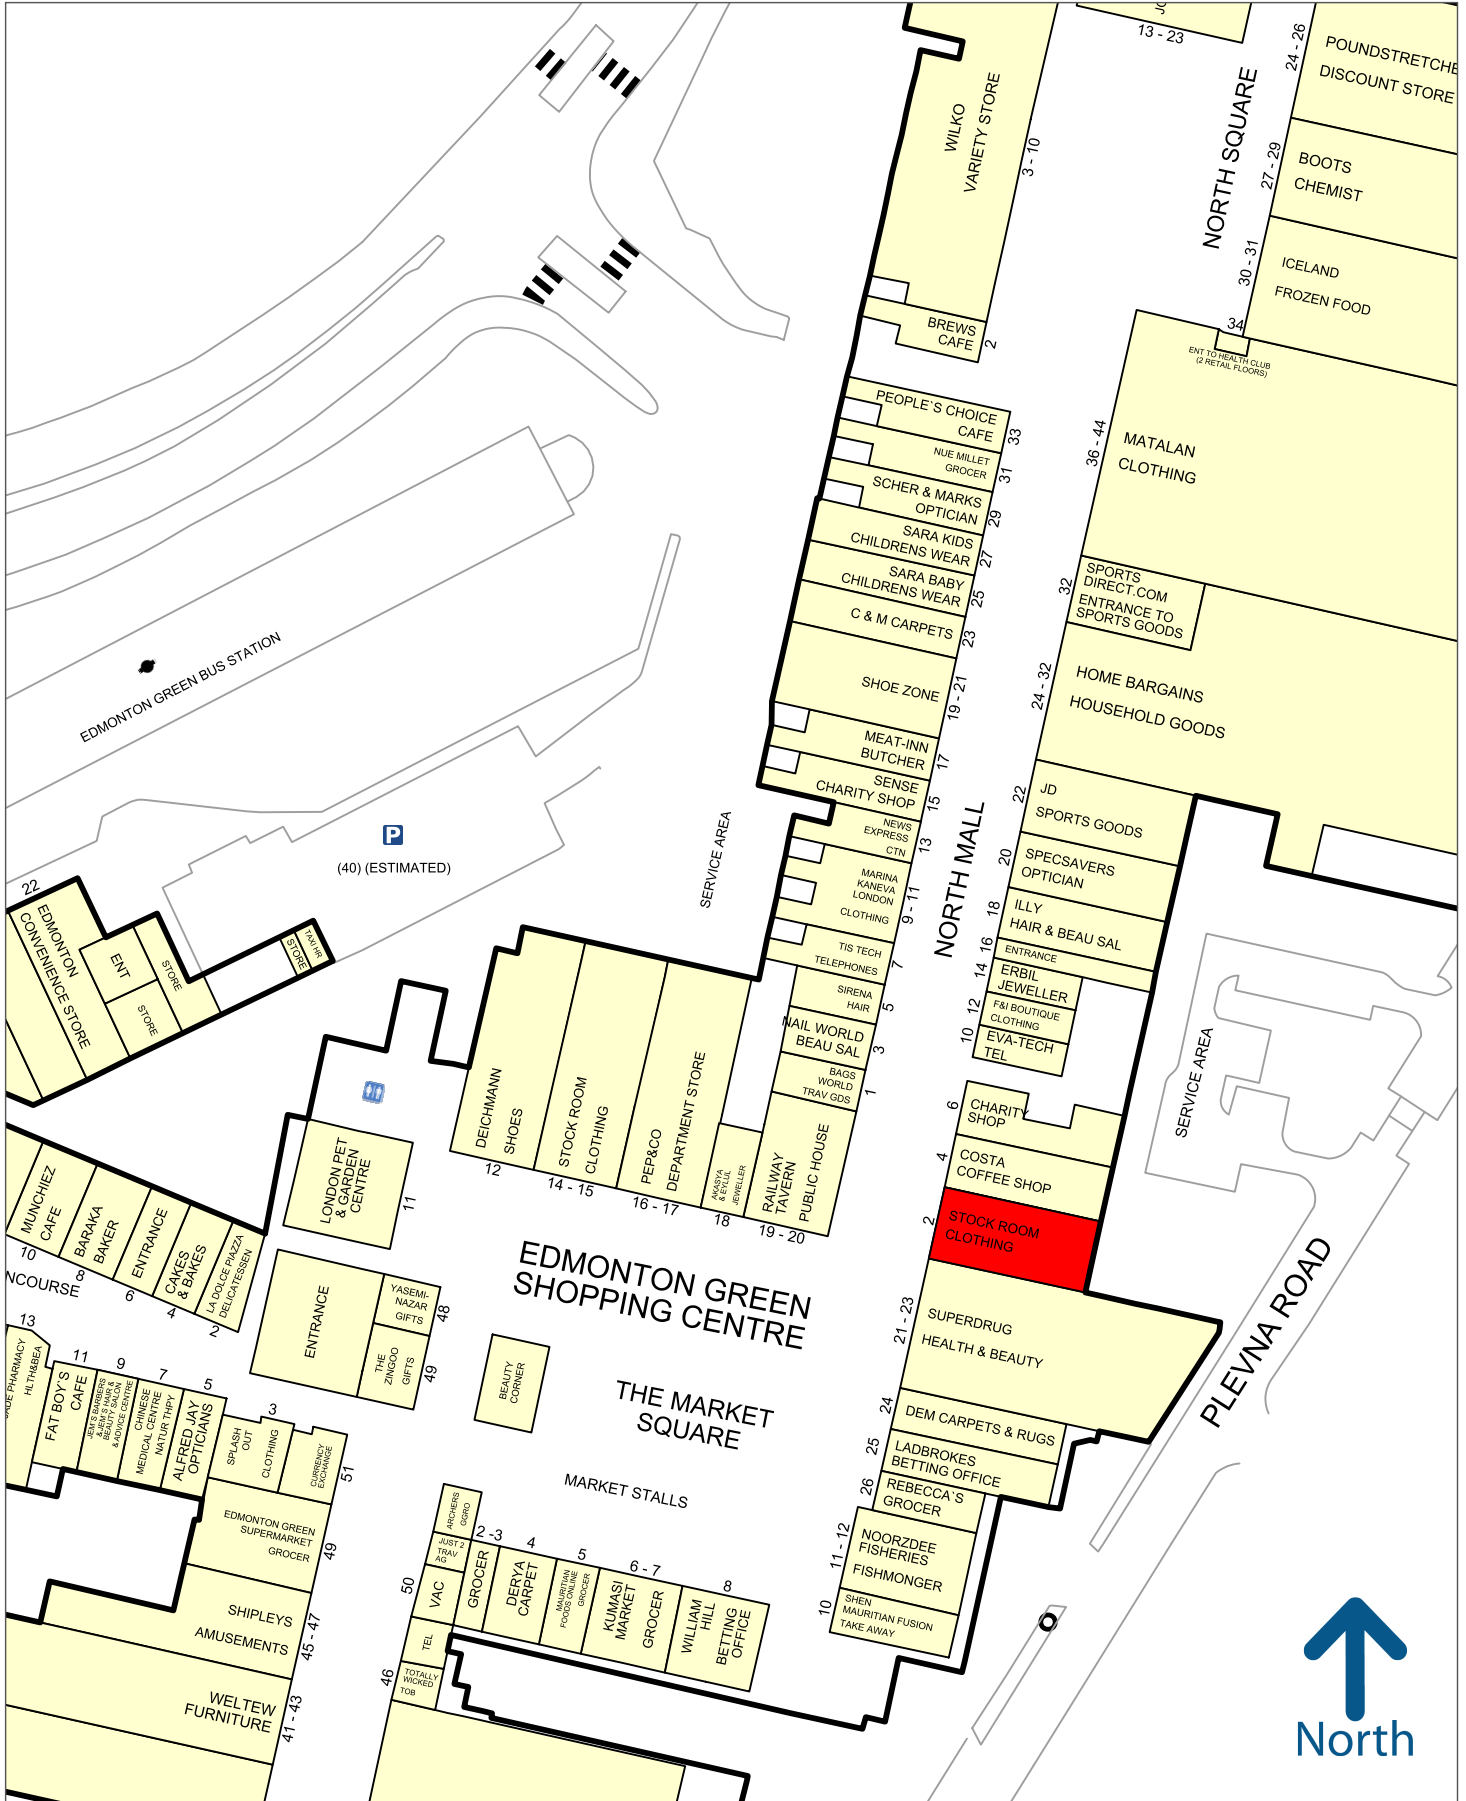 13 - 23
24 - 26
POUNDSTRETCHE
DISCOUNT STORE
NORTH SQUARE
WILKO
VARIETY STORE
3 - 10
27 - 29
BOOTS
CHEMIST
30 - 31
ICELAND
FROZEN FOOD
34
ENT TO HEALTH CLUB
(2 RETAIL FLOORS)
BREWS
CAFE
2
PEOPLE`S CHOICE
CAFE
33
NUE MILLET
GROCER
31
SCHER & MARKS
OPTICIAN
29
SARA KIDS
CHILDRENS WEAR
27
SARA BABY
CHILDRENS WEAR
25
C & M CARPETS
23
SHOE ZONE
19 - 21
MEAT-INN
BUTCHER
17
SENSE
CHARITY SHOP
15
NEWS
EXPRESS
CTN
13
MARINA
KANEVA
LONDON
CLOTHING
9 - 11
TIS TECH
TELEPHONES
7
SIRENA
HAIR
5
NAIL WORLD
BEAU SAL
3
BAGS
WORLD
TRAV GDS
1
36 - 44
MATALAN
CLOTHING
32
SPORTS
DIRECT.COM
ENTRANCE TO
SPORTS GOODS
24 - 32
HOME BARGAINS
HOUSEHOLD GOODS
22
JD
SPORTS GOODS
20
SPECSAVERS
OPTICIAN
18
ILLY
HAIR & BEAU SAL
16
ENTRANCE
14
ERBIL
JEWELLER
12
F&I BOUTIQUE
CLOTHING
10
EVA-TECH
TEL
NORTH MALL
6
CHARITY
SHOP
4
COSTA
COFFEE SHOP
2
STOCK ROOM
CLOTHING
21 - 23
SUPERDRUG
HEALTH & BEAUTY
24
DEM CARPETS & RUGS
25
LADBROKES
BETTING OFFICE
26
REBECCA`S
GROCER
11 - 12
NOORZDEE
FISHERIES
FISHMONGER
10
SHEN
MAURITIAN FUSION
TAKE AWAY
SERVICE AREA
PLEVNA ROAD
EDMONTON GREEN BUS STATION
P
(40) (ESTIMATED)
SERVICE AREA
22
EDMONTON
CONVENIENCE STORE
ENT
STORE
STORE
STORE
TAXI HR
DEICHMANN
SHOES
12
STOCK ROOM
CLOTHING
14 - 15
PEP&CO
DEPARTMENT STORE
16 - 17
AKASYA
& EYLUL
JEWELLER
18
RAILWAY
TAVERN
PUBLIC HOUSE
19 - 20
LONDON PET
& GARDEN
CENTRE
11
MUNCHIEZ
CAFE
10
BARAKA
BAKER
8
ENTRANCE
6
CAKES
& BAKES
4
LA DOLCE PIAZZA
DELICATESSEN
2
NCOURSE
ENTRANCE
YASEMI-
NAZAR
GIFTS
48
THE
ZINGOO
GIFTS
49
BEAUTY
CORNER
EDMONTON GREEN
SHOPPING CENTRE
THE MARKET
SQUARE
MARKET STALLS
13
PHARMACY
HLTH&BEA
11
FAT BOY`S
CAFE
9
JEM`S BARBERS
& JEM`S HAIR &
BEAUTY SALON
& ADVICE CENTRE
7
CHINESE
MEDICAL CENTRE
NATUR THPY
5
ALFRED JAY
OPTICIANS
3
SPLASH
OUT
CLOTHING
CURRENCY
EXCHANGE
51
EDMONTON GREEN
SUPERMARKET
GROCER
49
SHIPLEYS
AMUSEMENTS
45 - 47
WELTEW
FURNITURE
41 - 43
ARCHERS
GGRO
JUST 2
TRAV
AG
50
VAC
TEL
46
TOTALLY
WICKED
TOB
2 -3
GROCER
4
DERYA
CARPET
5
MAURITIAN
FOODS ONLINE
GROCER
6 - 7
KUMASI
MARKET
GROCER
8
WILLIAM
HILL
BETTING
OFFICE
North